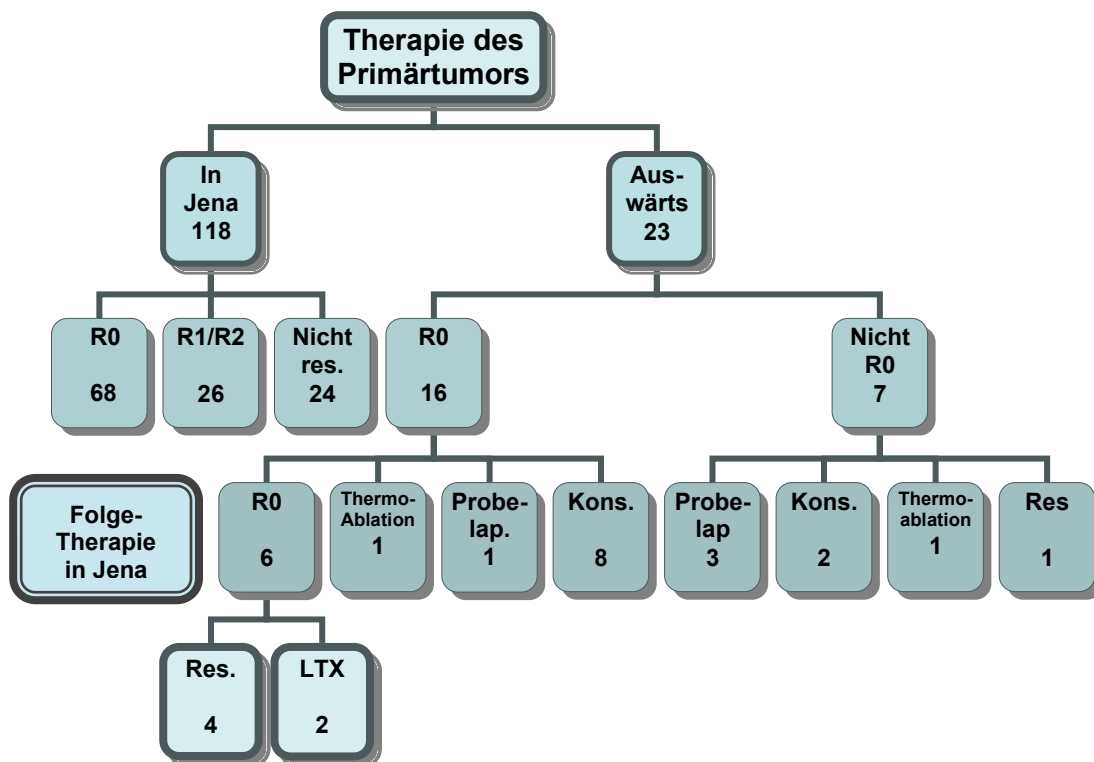 Therapie des
Primärtumors
In
Jena
118
Aus-
wärts
23
R0
68
R1/R2
26
Nicht
res.
24
R0
16
Nicht
R0
7
Folge-
Therapie
in Jena
R0
6
Thermo-
Ablation
1
Probe-
lap.
1
Kons.
8
Probe-
lap
3
Kons.
2
Thermo-
ablation
1
Res
1
Res.
4
LTX
2